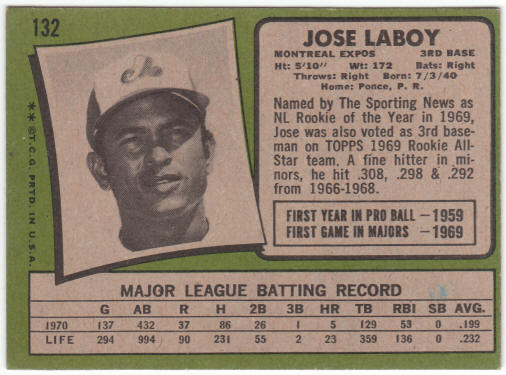 132
JOSE LABOY
MONTREAL EXPOS 3RD BASE
Ht: 5'10" Wt: 172 Bats: Right
Throws: Right Born: 7/3/40
Home: Ponce, P. R.
Named by The Sporting News as
NL Rookie of the Year in 1969,
Jose was also voted as 3rd base-
man on TOPPS 1969 Rookie All-
Star team. A fine hitter in mi-
nors, he hit .308, .298 & .292
from 1966-1968.
FIRST YEAR IN PRO BALL—1959
FIRST GAME IN MAJORS—1969
**©T.C.G. PRTD. IN U.S.A.
MAJOR LEAGUE BATTING RECORD
G AB R H 2B 3B HR TB RBI SB AVG.
1970 137 432 37 86 26 1 5 129 53 0 .199
LIFE 294 994 90 231 55 2 23 359 136 0 .232